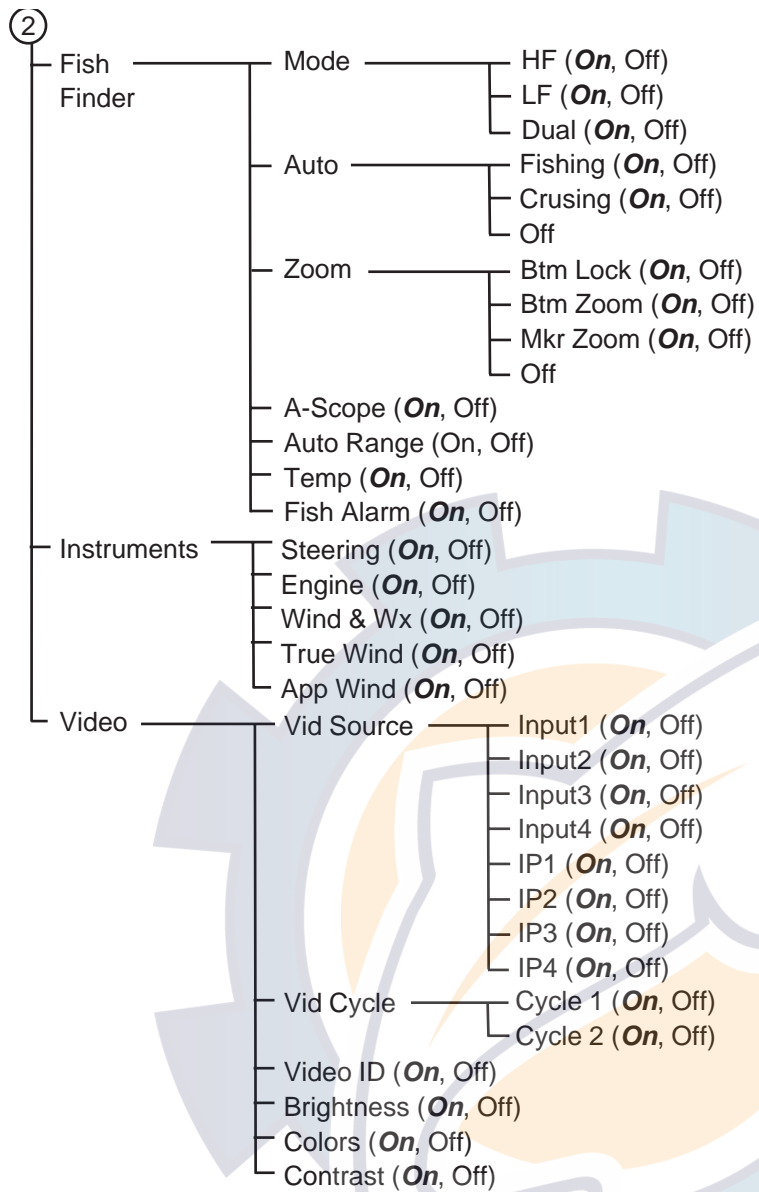 2
Fish Finder
Mode
HF (On, Off)
LF (On, Off)
Dual (On, Off)
Auto
Fishing (On, Off)
Crusing (On, Off)
Off
Zoom
Btm Lock (On, Off)
Btm Zoom (On, Off)
Mkr Zoom (On, Off)
Off
A-Scope (On, Off)
Auto Range (On, Off)
Temp (On, Off)
Fish Alarm (On, Off)
Instruments
Steering (On, Off)
Engine (On, Off)
Wind & Wx (On, Off)
True Wind (On, Off)
App Wind (On, Off)
Video
Vid Source
Input1 (On, Off)
Input2 (On, Off)
Input3 (On, Off)
Input4 (On, Off)
IP1 (On, Off)
IP2 (On, Off)
IP3 (On, Off)
IP4 (On, Off)
Vid Cycle
Cycle 1 (On, Off)
Cycle 2 (On, Off)
Video ID (On, Off)
Brightness (On, Off)
Colors (On, Off)
Contrast (On, Off)